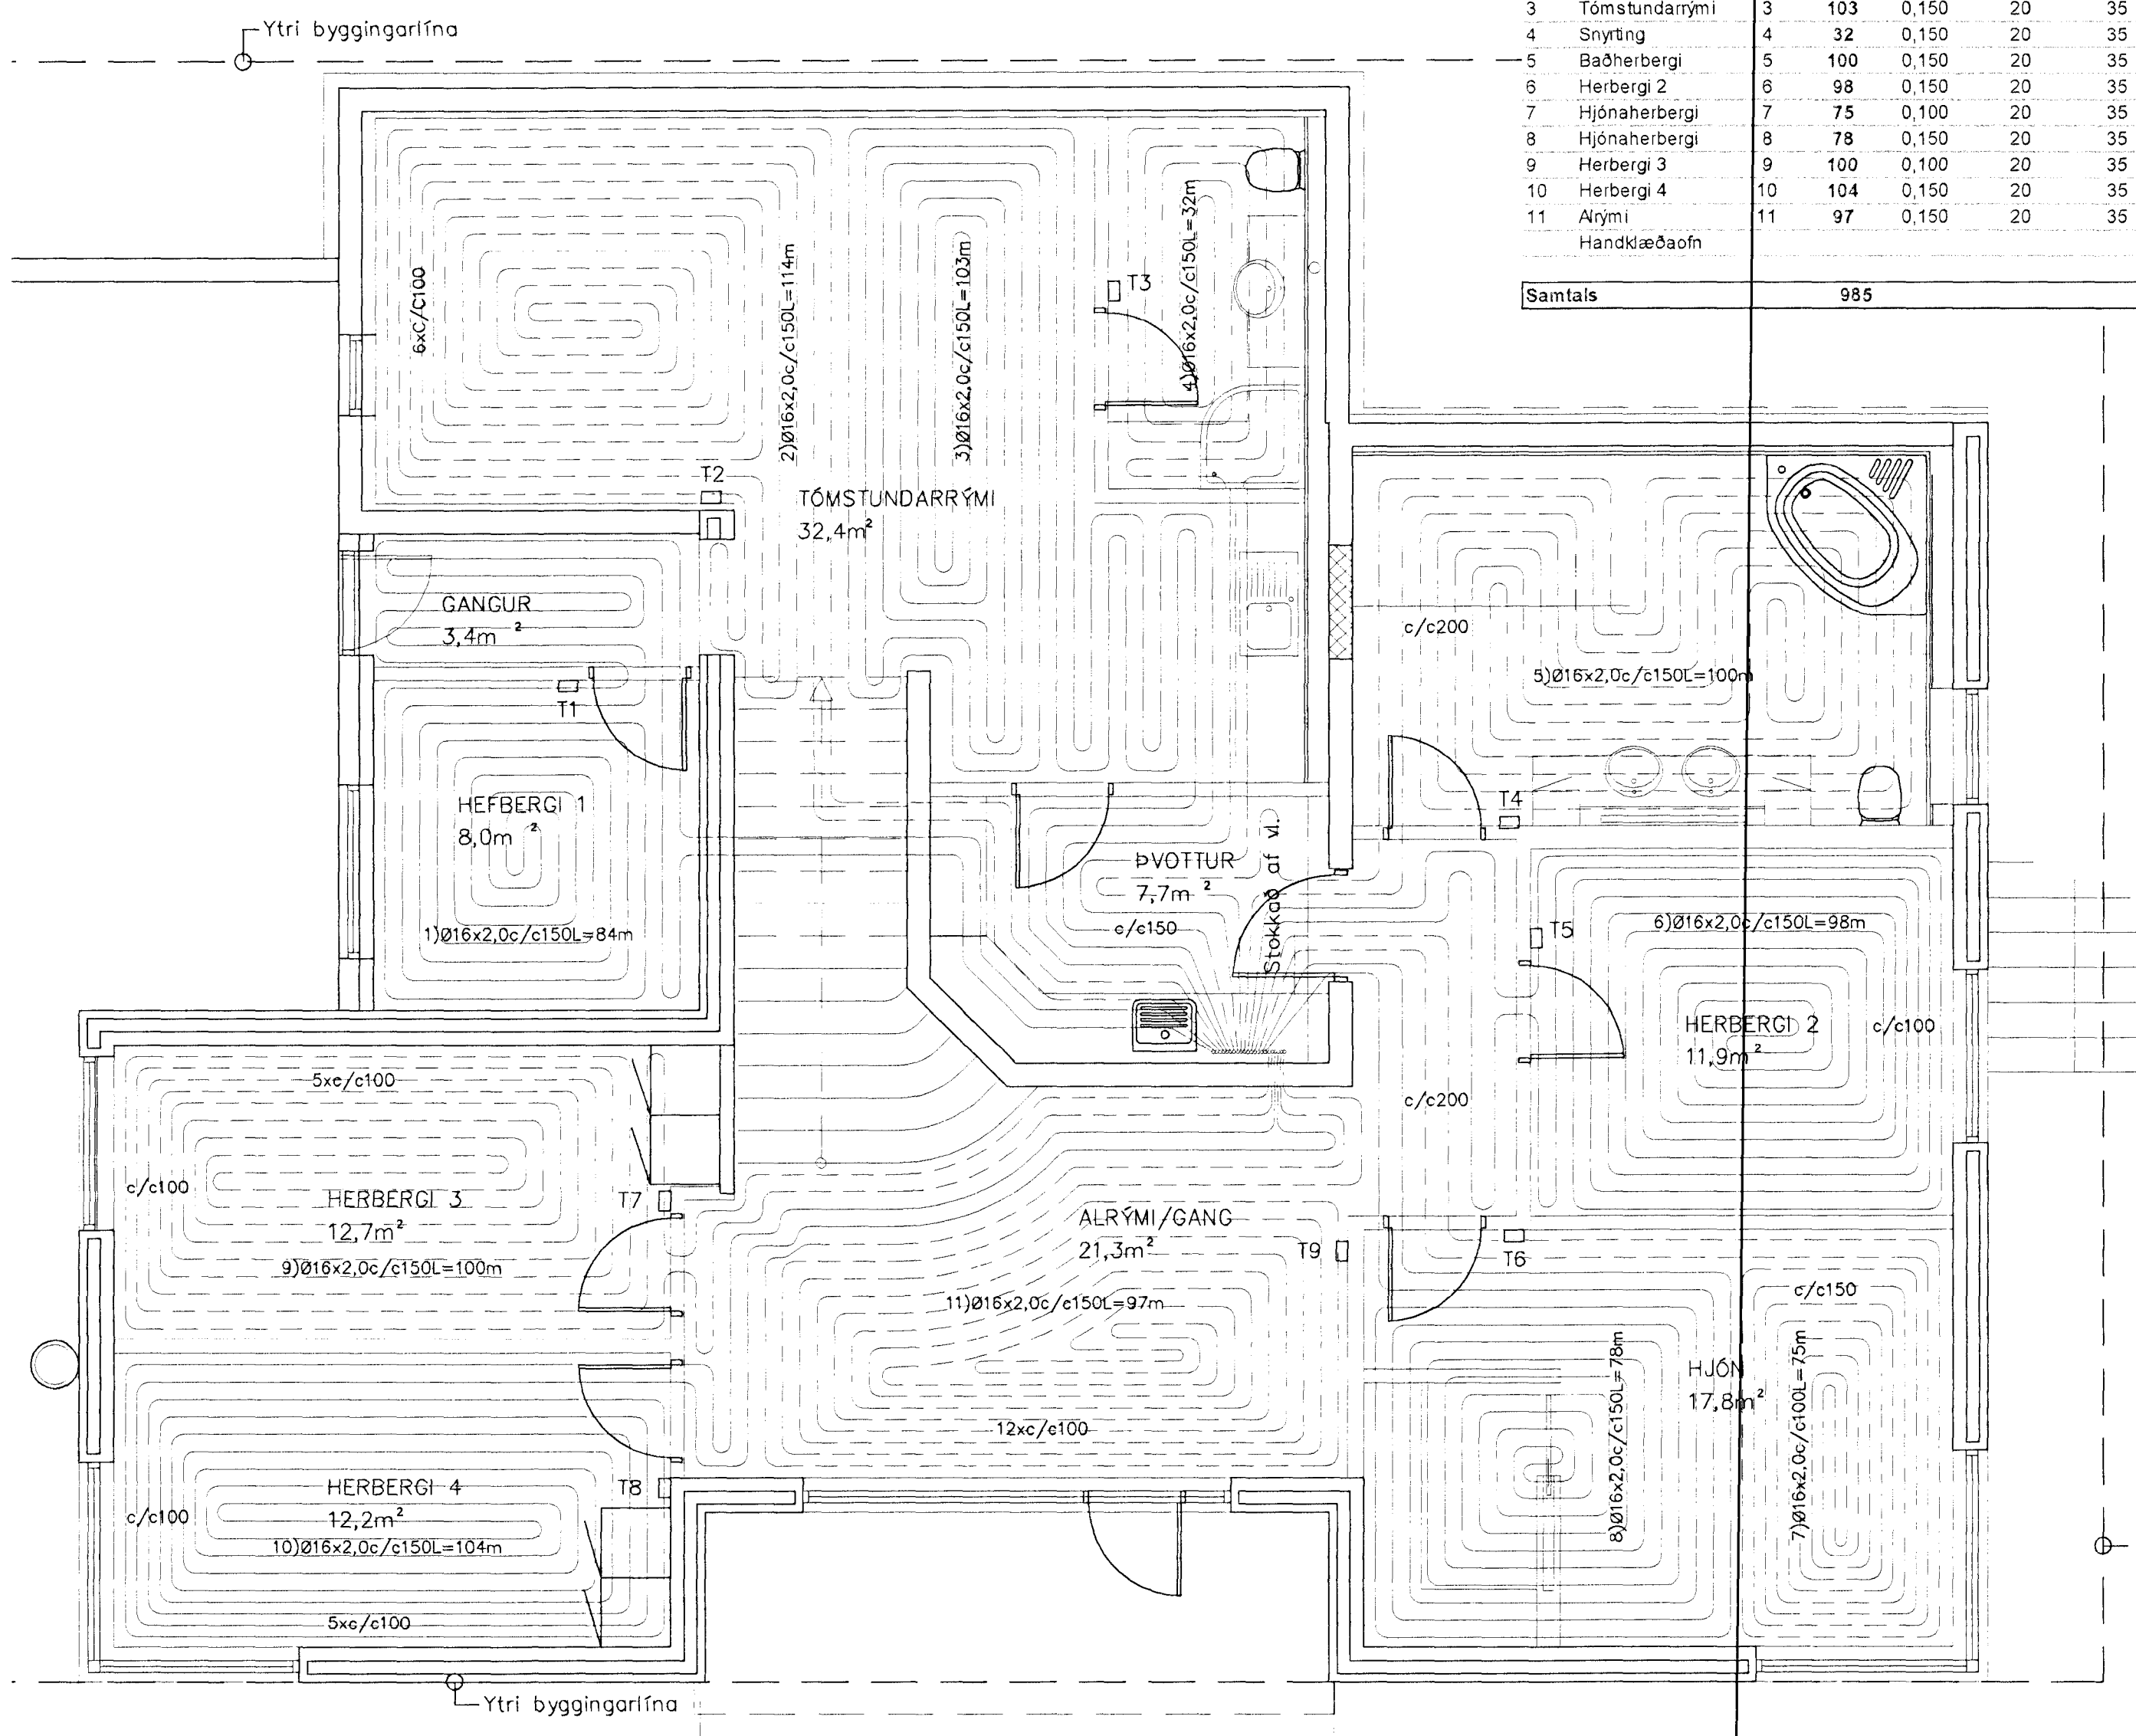 Ytri byggingarlína
3 Tómstundarrými 3 103 0,150 20 35
4 Snyrting 4 32 0,150 20 35
5 Baðherbergi 5 100 0,150 20 35
6 Herbergi 2 6 98 0,150 20 35
7 Hjónaherbergi 7 75 0,100 20 35
8 Hjónaherbergi 8 78 0,150 20 35
9 Herbergi 3 9 100 0,100 20 35
10 Herbergi 4 10 104 0,150 20 35
11 Alrými 11 97 0,150 20 35
Handklæðaofn
Samtals 985
6xc/C100
2)Ø16x2,0c/c150L=114m
3)Ø16x2,0c/c150L=103m
4)Ø16x2,0c/c150L=32m
T3
T2
TÓMSTUNDARRÝMI
32,4m²
GANGUR
3,4m ²
T1
c/c200
5)Ø16x2,0c/c150L=100m
T4
HEFBERGI 1
8,0m ²
1)Ø16x2,0c/c150L=84m
ÞVOTTUR
7,7m ²
c/c150
Stokkað af vl.
T5
6)Ø16x2,0c/c150L=98m
HERBERGI 2
11,9m²
c/c100
c/c200
5xc/c100
c/c100
HERBERGI 3
12,7m²
T7
9)Ø16x2,0c/c150L=100m
ALRÝMI/GANG
21,3m²
T9
T6
11)Ø16x2,0c/c150L=97m
12xc/c100
c/c150
HJÓN
17,8m²
8)Ø16x2,0c/c150L=78m
7)Ø16x2,0c/c100L=75m
HERBERGI 4
12,2m²
T8
c/c100
10)Ø16x2,0c/c150L=104m
5xc/c100
Ytri byggingarlína